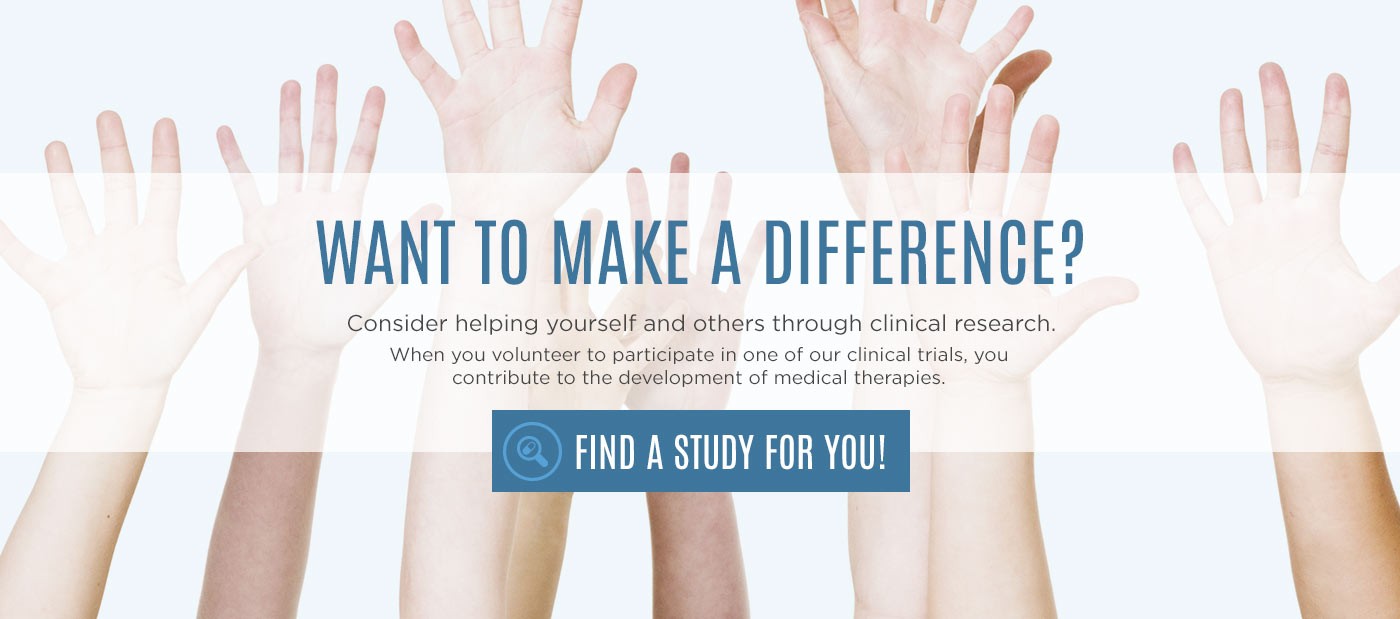 WANT TO MAKE A DIFFERENCE?
Consider helping yourself and others through clinical research.
When you volunteer to participate in one of our clinical trials, you
contribute to the development of medical therapies.
FIND A STUDY FOR YOU!